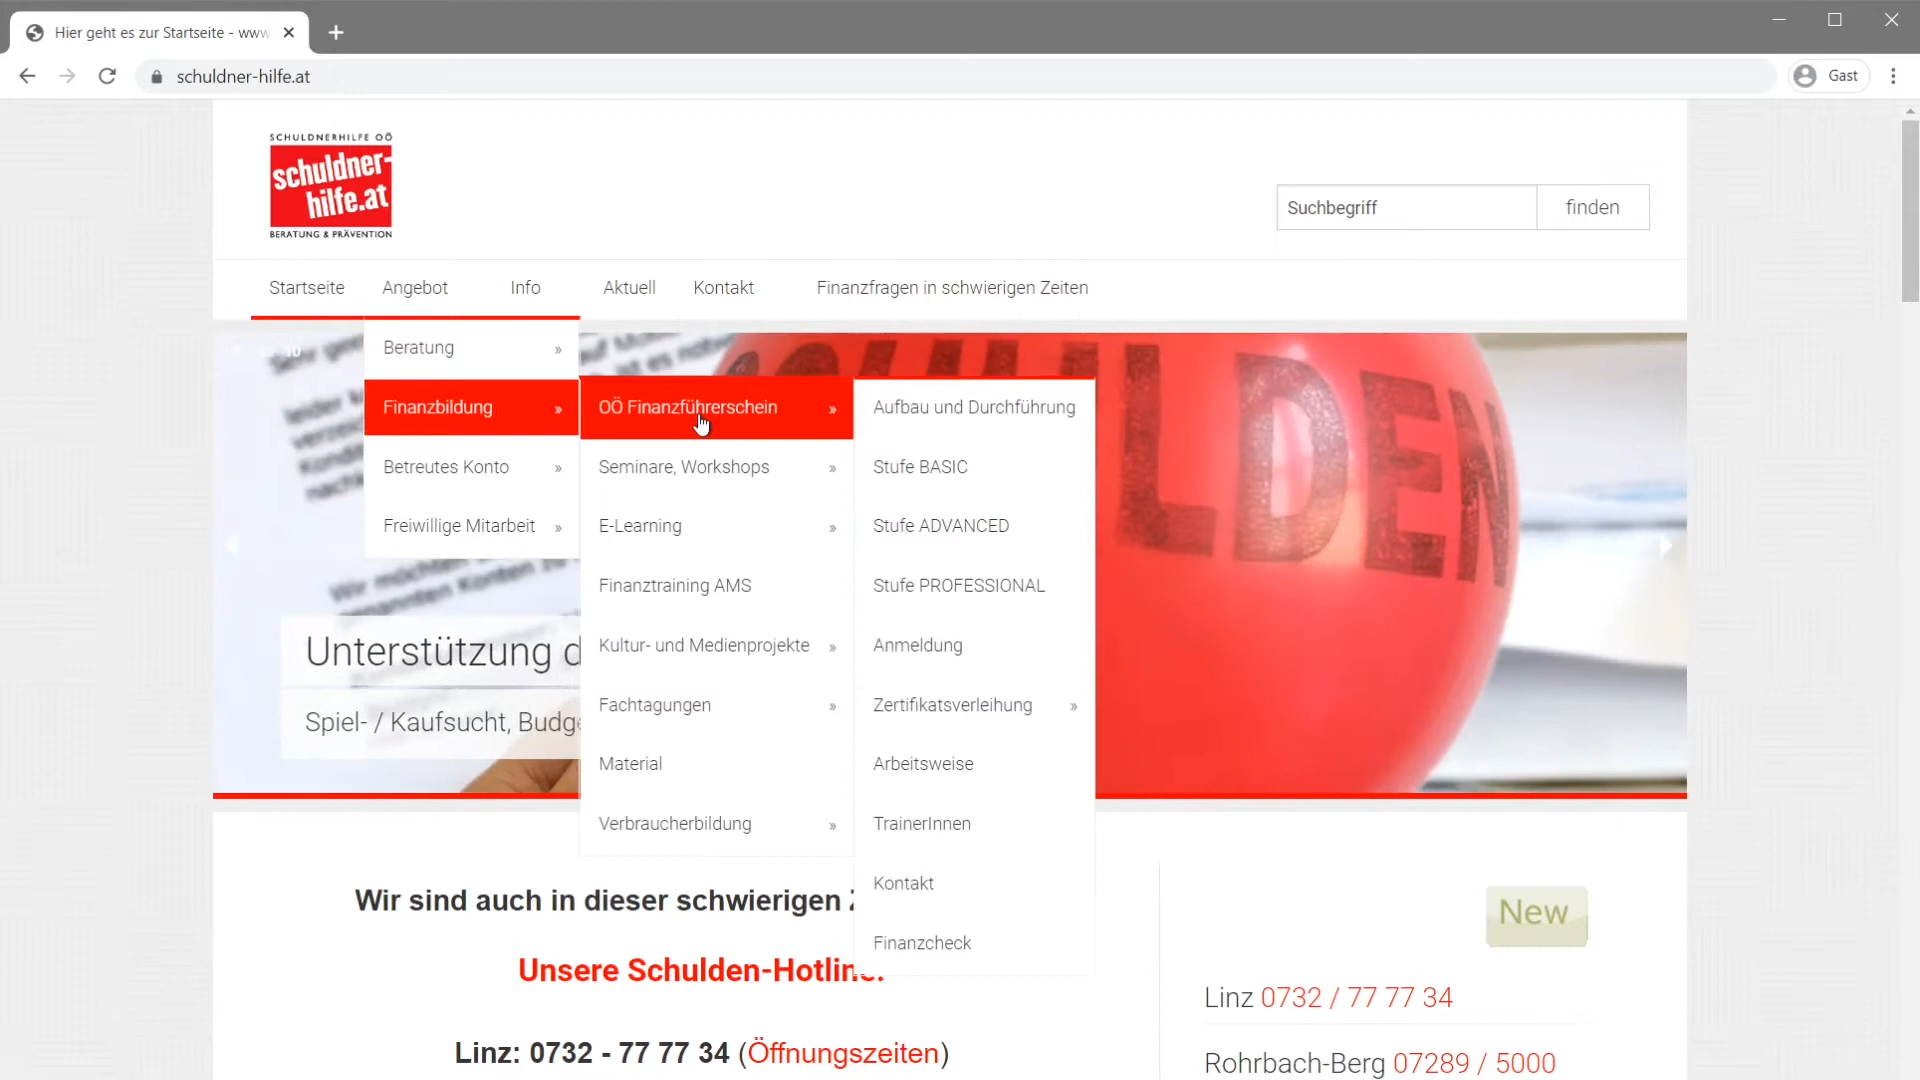 Hier geht es zur Startseite - www
schuldner-hilfe.at
Gast
SCHULDNERHILFE OÖ
schuldner-
hilfe.at
BERATUNG & PRÄVENTION
Suchbegriff
finden
Startseite
Angebot
Info
Aktuell
Kontakt
Finanzfragen in schwierigen Zeiten
Beratung »
Finanzbildung »
Betreutes Konto »
Freiwillige Mitarbeit »
OÖ Finanzführerschein »
Seminare, Workshops »
E-Learning »
Finanztraining AMS
Kultur- und Medienprojekte »
Fachtagungen »
Material
Verbraucherbildung »
Aufbau und Durchführung
Stufe BASIC
Stufe ADVANCED
Stufe PROFESSIONAL
Anmeldung
Zertifikatsverleihung »
Arbeitsweise
TrainerInnen
Kontakt
Finanzcheck
Unterstützung d
Spiel- / Kaufsucht, Budge
Wir sind auch in dieser schwierigen
Unsere Schulden-Hotline:
Linz: 0732 - 77 77 34 (Öffnungszeiten)
New
Linz 0732 / 77 77 34
Rohrbach-Berg 07289 / 5000